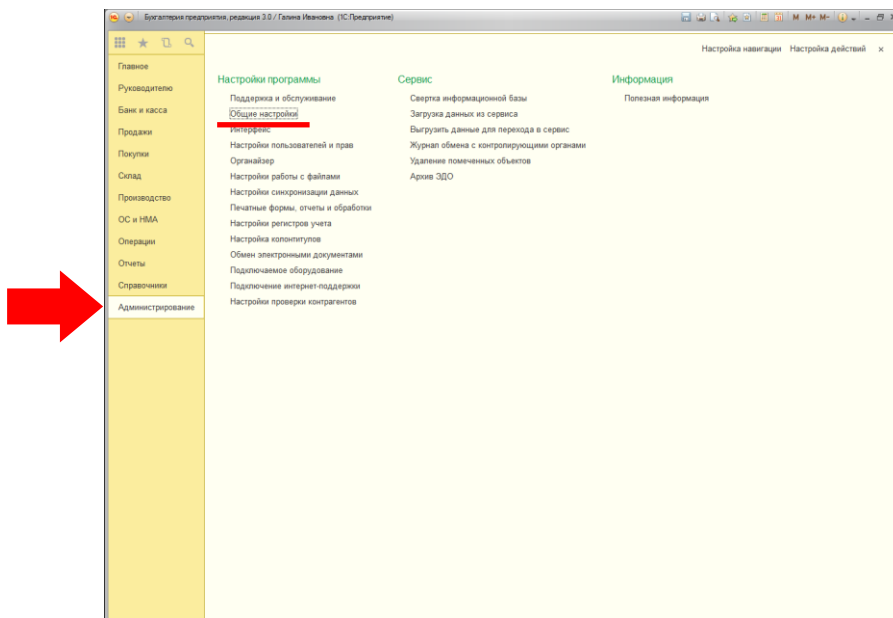 Бухгалтерия предприятия, редакция 3.0 / Галина Ивановна (1С:Предприятие)
M M+ M-
Настройка навигации Настройка действий
Главное
Руководителю
Банк и касса
Продажи
Покупки
Склад
Производство
ОС и НМА
Операции
Отчеты
Справочники
Администрирование
Настройки программы
Поддержка и обслуживание
Общие настройки
Интерфейс
Настройки пользователей и прав
Органайзер
Настройки работы с файлами
Настройки синхронизации данных
Печатные формы, отчеты и обработки
Настройки регистров учета
Настройка колонтитулов
Обмен электронными документами
Подключаемое оборудование
Подключение интернет-поддержки
Настройки проверки контрагентов
Сервис
Свертка информационной базы
Загрузка данных из сервиса
Выгрузить данные для перехода в сервис
Журнал обмена с контролирующими органами
Удаление помеченных объектов
Архив ЭДО
Информация
Полезная информация